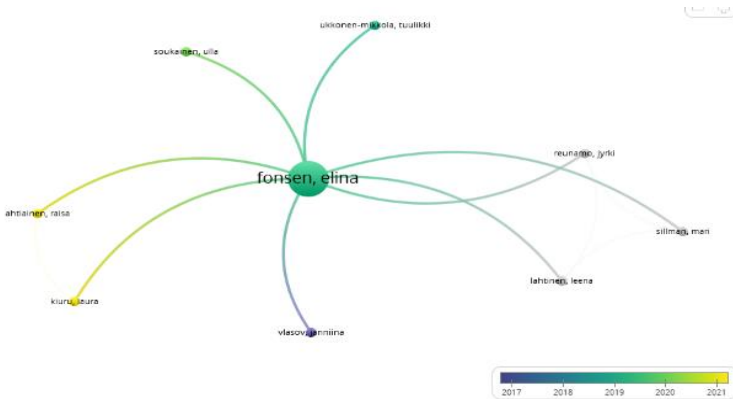 ukkonen-mikkola, tuulikki
soukainen, ulla
reunamo, jyrki
fonsen, elina
ahtiainen, raisa
sillman, mari
lahtinen, leena
kiuru, laura
vlasov, janniina
2017 2018 2019 2020 2021